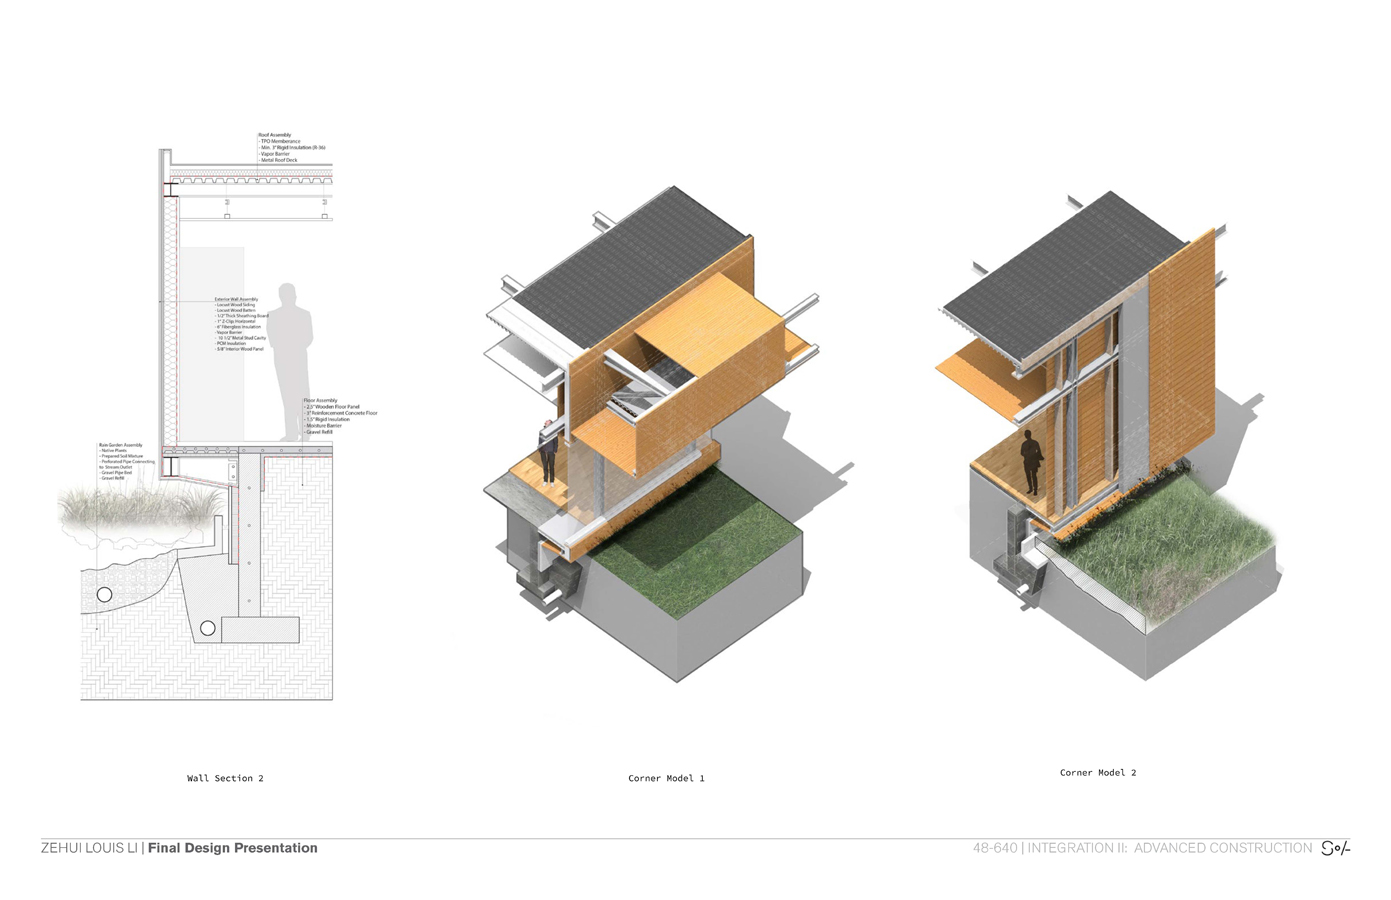 Roof Assembly
- TPO Memberance
- Min. 3" Rigid Insulation (R-36)
- Vapor Barrier
- Metal Roof Deck
Exterior Wall Assembly
- Locust Wood Siding
- Locust Wood Batten
- 1/2" Thick Sheathing Board
- 1" Z-Clips Horizontal
- 6" Fiberglass Insulation
- Vapor Barrier
- 10 1/2" Metal Stud Cavity
- PCM Insulation
- 5/8" Interior Wood Panel
Floor Assembly
- 2.5" Wooden Floor Panel
- 3" Reinforcement Concrete Floor
- 1.5" Rigid Insulation
- Moisture Barrier
- Gravel Refill
Rain Garden Assembly
- Native Plants
- Prepared Soil Mixture
- Perforated Pipe Connecting
to Stream Outlet
- Gravel Pipe Bed
- Gravel Refill
Wall Section 2
Corner Model 1
Corner Model 2
ZEHUI LOUIS LI | Final Design Presentation
48-640 | INTEGRATION II: ADVANCED CONSTRUCTION